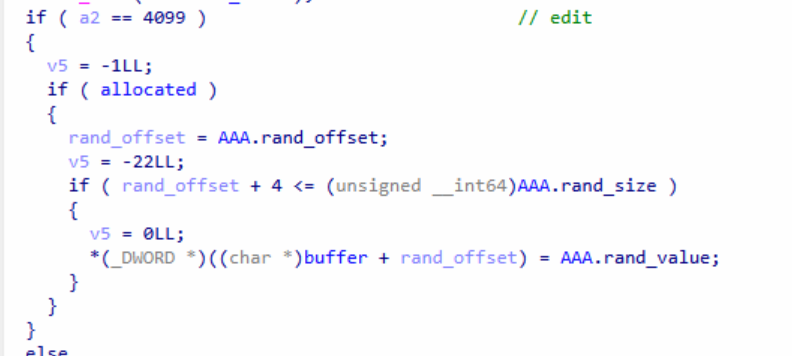 if ( a2 == 4099 ) // edit
{
v5 = -1LL;
if ( allocated )
{
rand_offset = AAA.rand_offset;
v5 = -22LL;
if ( rand_offset + 4 <= (unsigned __int64)AAA.rand_size )
{
v5 = 0LL;
*(_DWORD *)((char *)buffer + rand_offset) = AAA.rand_value;
}
}
}
else